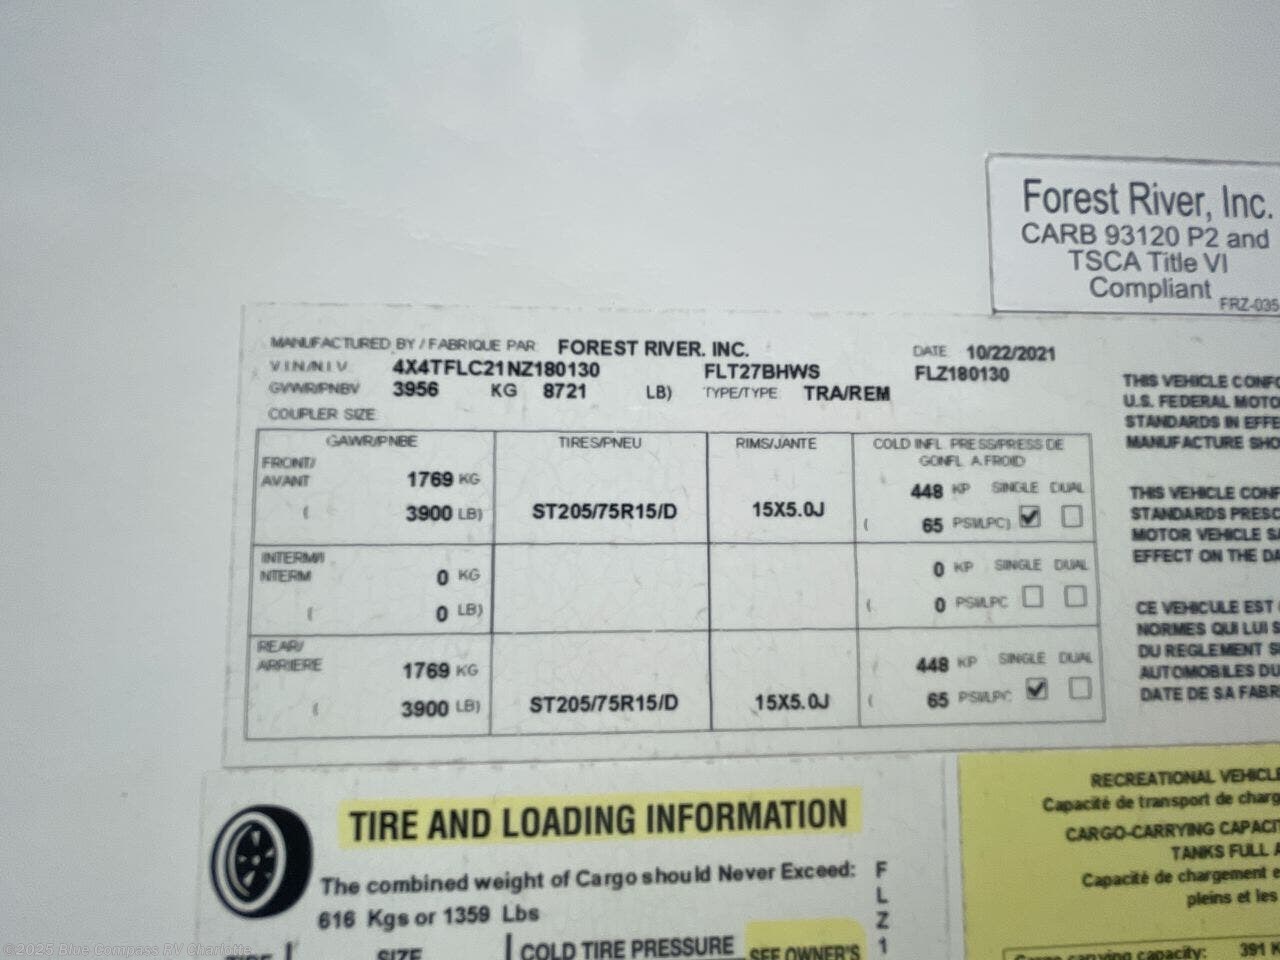 Forest River, Inc.
CARB 93120 P2 and
TSCA Title VI
Compliant
FRZ-035
MANUFACTURED BY / FABRIQUE PAR FOREST RIVER. INC. DATE 10/22/2021
V I N/N I V 4X4TFLC21NZ180130 FLT27BHWS FLZ180130
GVWR/PNBV 3956 KG 8721 LB) TYPE/TYPE TRA/REM
COUPLER SIZE
GAWR/PNBE TIRES/PNEU RIMS/JANTE COLD INFL. PRESS/PRESS DE
GONFL. A FROID
FRONT/
AVANT 1769 KG 448 KP SINGLE DUAL
( 3900 LB) ST205/75R15/D 15X5.0J ( 65 PSI/LPC)
INTERM/I
NTERM 0 KG 0 KP SINGLE DUAL
( 0 LB) ( 0 PSI/LPC
REAR/
ARRIERE 1769 KG 448 KP SINGLE DUAL
( 3900 LB) ST205/75R15/D 15X5.0J ( 65 PSI/LPC
THIS VEHICLE CONFO
U.S. FEDERAL MOTO
STANDARDS IN EFFE
MANUFACTURE SHO
THIS VEHICLE CONF
STANDARDS PRESC
MOTOR VEHICLE SA
EFFECT ON THE DA
CE VEHICULE EST
NORMES QUI LUI S
DU REGLEMENT S
AUTOMOBILES DU
DATE DE SA FABR
TIRE AND LOADING INFORMATION
The combined weight of Cargo should Never Exceed:
616 Kgs or 1359 Lbs
SIZE COLD TIRE PRESSURE SEE OWNER'S
F
L
Z
1
RECREATIONAL VEHICLE
Capacité de transport de charg
CARGO-CARRYING CAPACIT
TANKS FULL A
Capacité de chargement e
pleins et les
Cargo carrying capacity: 391 K
©2025 Blue Compass RV Charlotte